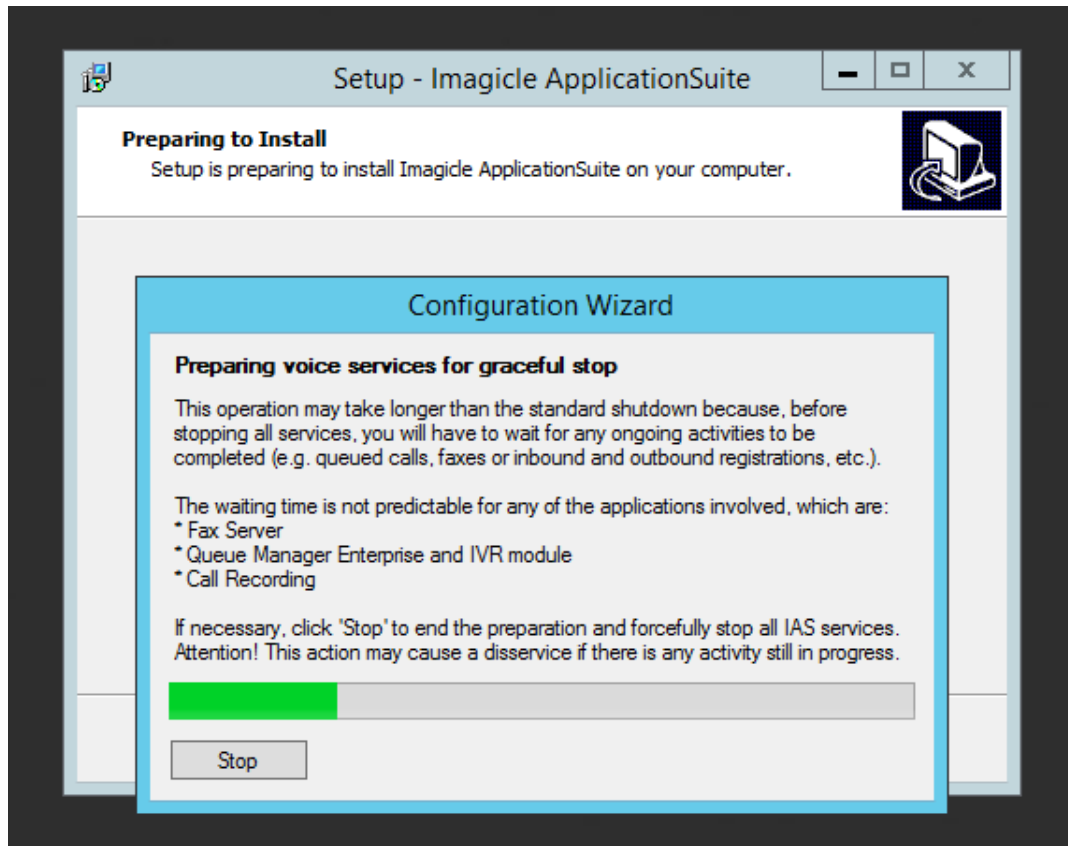 Setup - Imagicle ApplicationSuite
Preparing to Install
Setup is preparing to install Imagicle ApplicationSuite on your computer.
Configuration Wizard
Preparing voice services for graceful stop
This operation may take longer than the standard shutdown because, before
stopping all services, you will have to wait for any ongoing activities to be
completed (e.g. queued calls, faxes or inbound and outbound registrations, etc.).
The waiting time is not predictable for any of the applications involved, which are:
* Fax Server
* Queue Manager Enterprise and IVR module
* Call Recording
If necessary, click 'Stop' to end the preparation and forcefully stop all IAS services.
Attention! This action may cause a disservice if there is any activity still in progress.
Stop